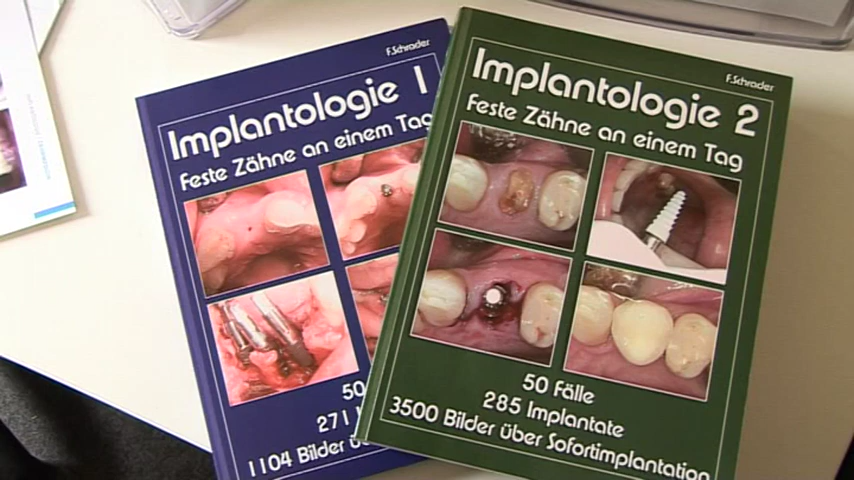 F.Schrader
Implantologie 1
Feste Zähne an einem Tag
50
271
1104 Bilder
F.Schrader
Implantologie 2
Feste Zähne an einem Tag
50 Fälle
285 Implantate
3500 Bilder über Sofortimplantation